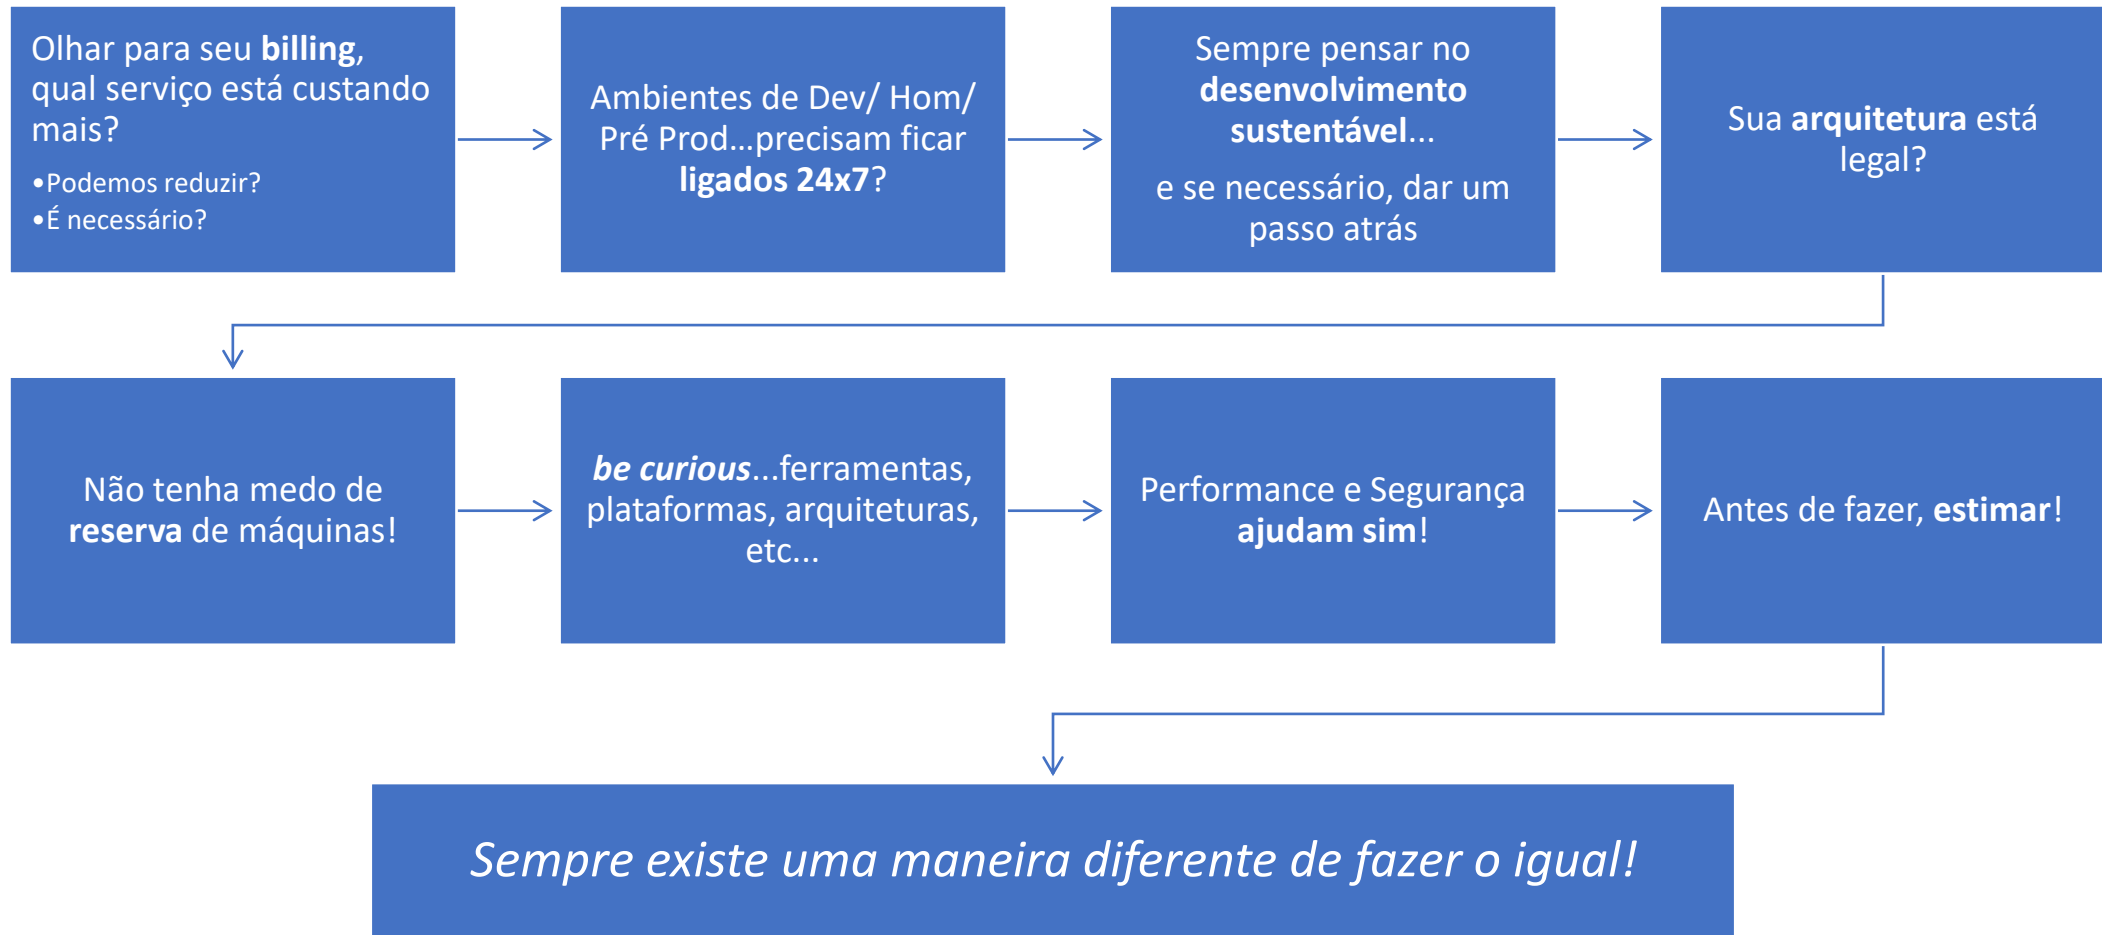 Olhar para seu billing,
qual serviço está custando
mais?
•Podemos reduzir?
•É necessário?
Ambientes de Dev/ Hom/
Pré Prod...precisam ficar
ligados 24x7?
Sempre pensar no
desenvolvimento
sustentável...
e se necessário, dar um
passo atrás
Sua arquitetura está
legal?
Não tenha medo de
reserva de máquinas!
be curious...ferramentas,
plataformas, arquiteturas,
etc...
Performance e Segurança
ajudam sim!
Antes de fazer, estimar!
Sempre existe uma maneira diferente de fazer o igual!